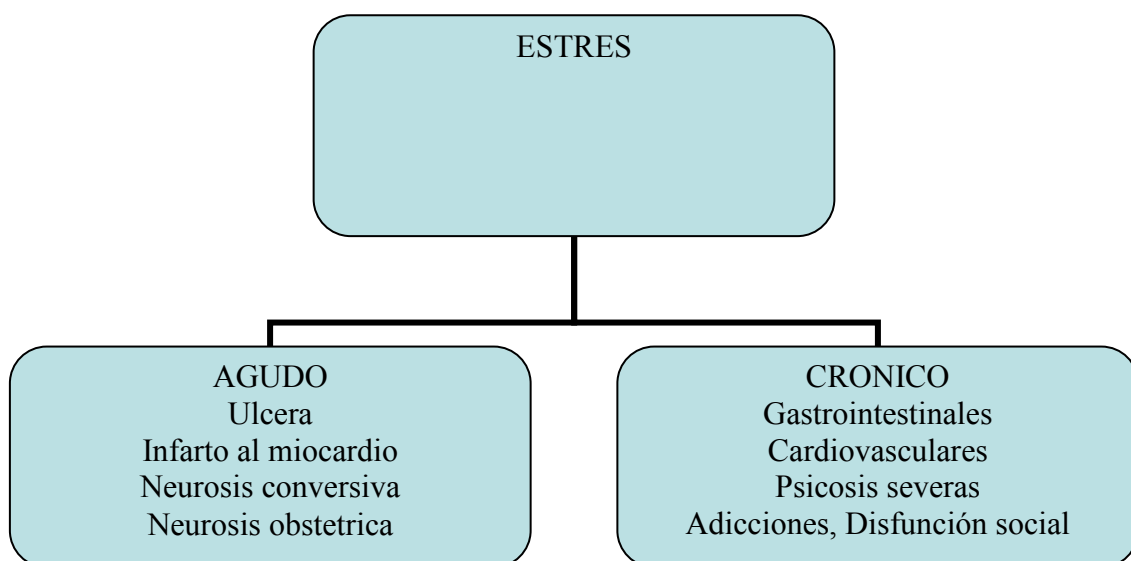 ESTRES
AGUDO
Ulcera
Infarto al miocardio
Neurosis conversiva
Neurosis obstetrica
CRONICO
Gastrointestinales
Cardiovasculares
Psicosis severas
Adicciones, Disfunción social